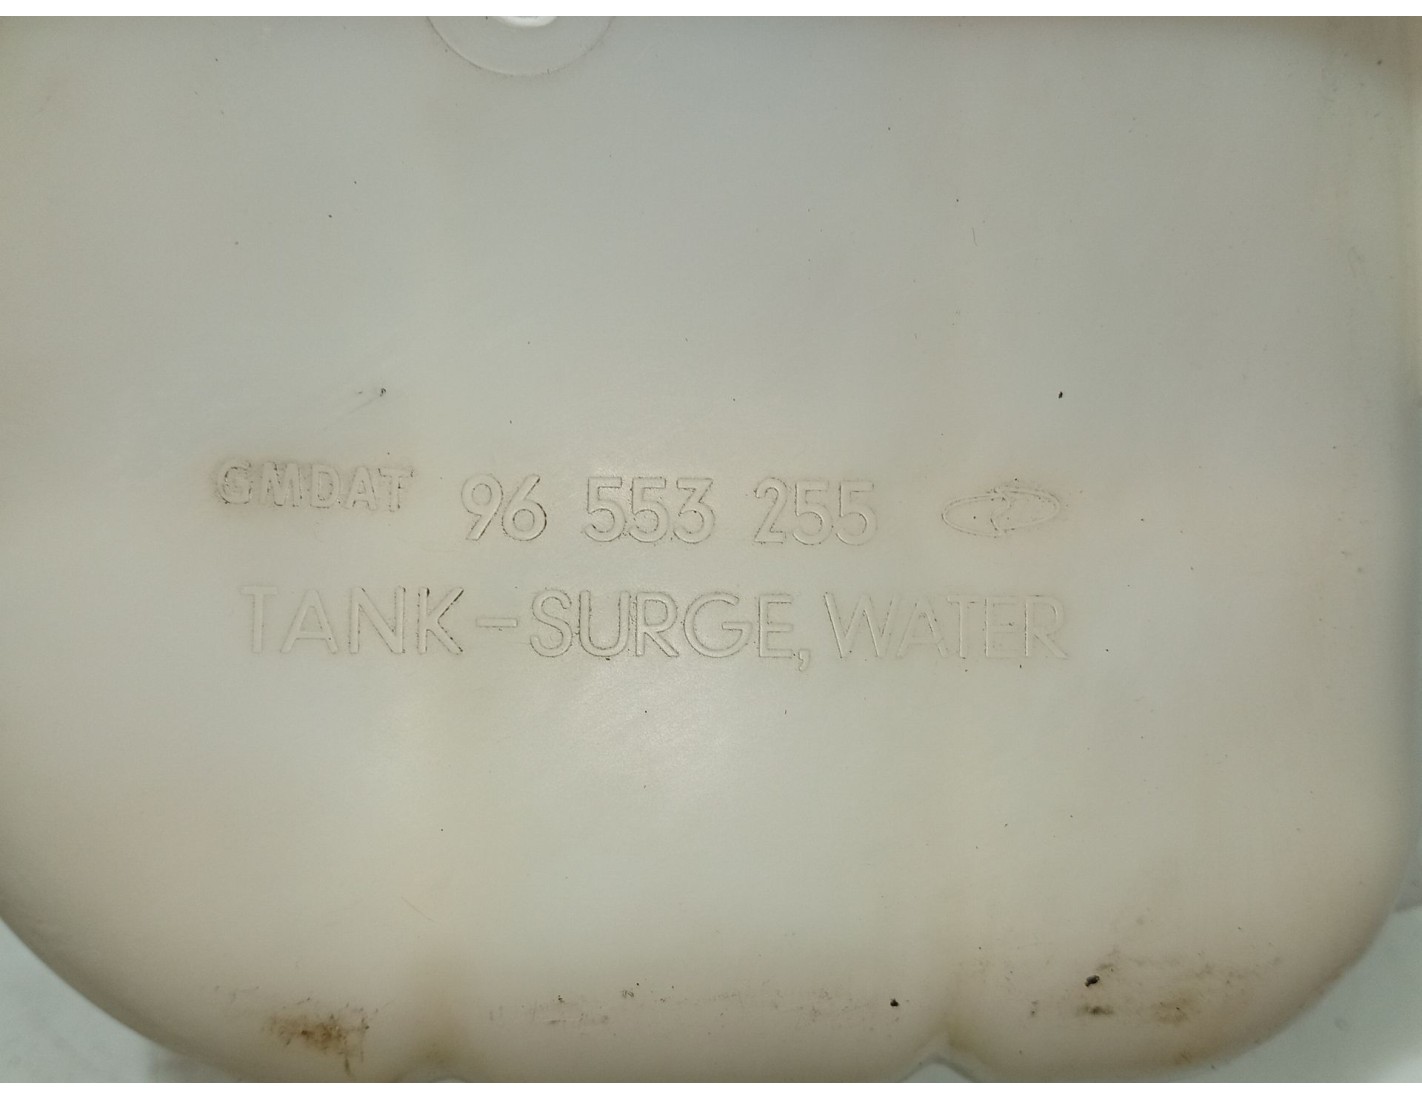 GMDAT 96 553 255
TANK-SURGE, WATER